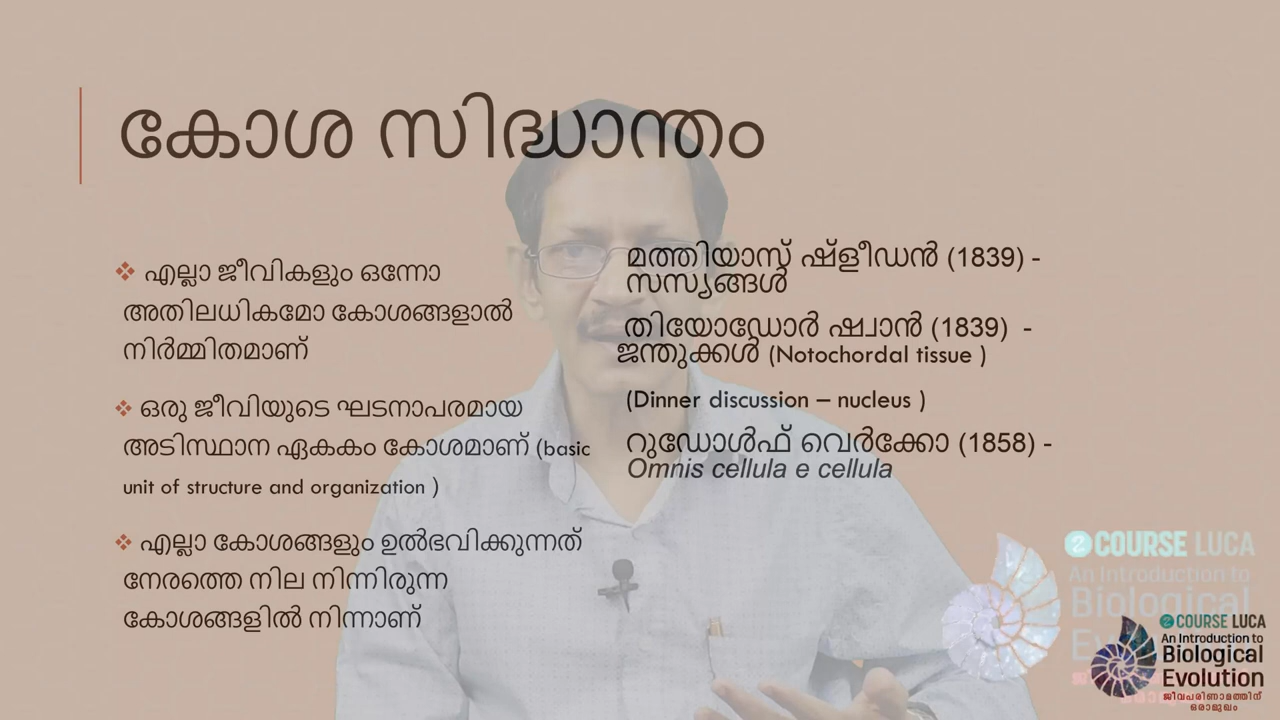 കോശ സിദ്ധാന്തം
❖ എല്ലാ ജീവികളും ഒന്നോ
അതിലധികമോ കോശങ്ങളാൽ
നിർമ്മിതമാണ്
❖ ഒരു ജീവിയുടെ ഘടനാപരമായ
അടിസ്ഥാന ഏകകം കോശമാണ് (basic
unit of structure and organization )
❖ എല്ലാ കോശങ്ങളും ഉൽഭവിക്കുന്നത്
നേരത്തെ നില നിന്നിരുന്ന
കോശങ്ങളിൽ നിന്നാണ്
മത്തിയാസ് ഷ്ളീഡൻ (1839) -
സസ്യങ്ങൾ
തിയോഡോർ ഷ്വാൻ (1839) -
ജന്തുക്കൾ (Notochordal tissue )
(Dinner discussion – nucleus )
റുഡോൾഫ് വെർക്കോ (1858) -
Omnis cellula e cellula
COURSE LUCA
An Introduction to
Biological
COURSE LUCA
An Introduction to
Biological
Evolution
ജീവപരിണാമത്തിന്
ഒരാമുഖം